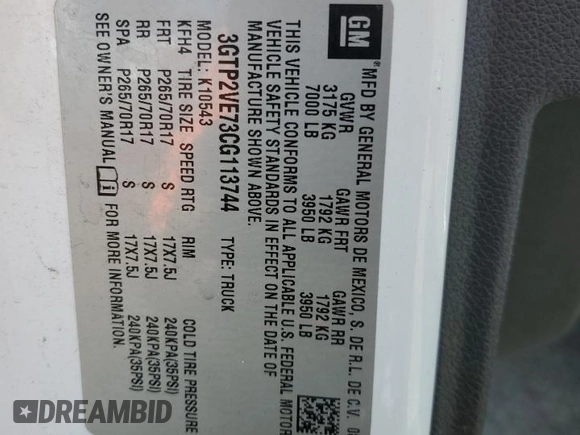 GM
MFD BY GENERAL MOTORS DE MEXICO, S. DE R.L. DE C.V.
GVWR GAWR FRT GAWR RR
3175 KG 1792 KG 1792 KG
7000 LB 3950 LB 3950 LB
THIS VEHICLE CONFORMS TO ALL APPLICABLE U.S. FEDERAL MOTOR
VEHICLE SAFETY STANDARDS IN EFFECT ON THE DATE OF
MANUFACTURE SHOWN ABOVE.
3GTP2VE73CG113744 TYPE: TRUCK
MODEL: K10543
KFH4 TIRE SIZE SPEED RTG RIM COLD TIRE PRESSURE
FRT P265/70R17 S 17X7.5J 240KPA(35PSI)
RR P265/70R17 S 17X7.5J 240KPA(35PSI)
SPA P265/70R17 S 17X7.5J 240KPA(35PSI)
SEE OWNER'S MANUAL FOR MORE INFORMATION.
DREAMBID